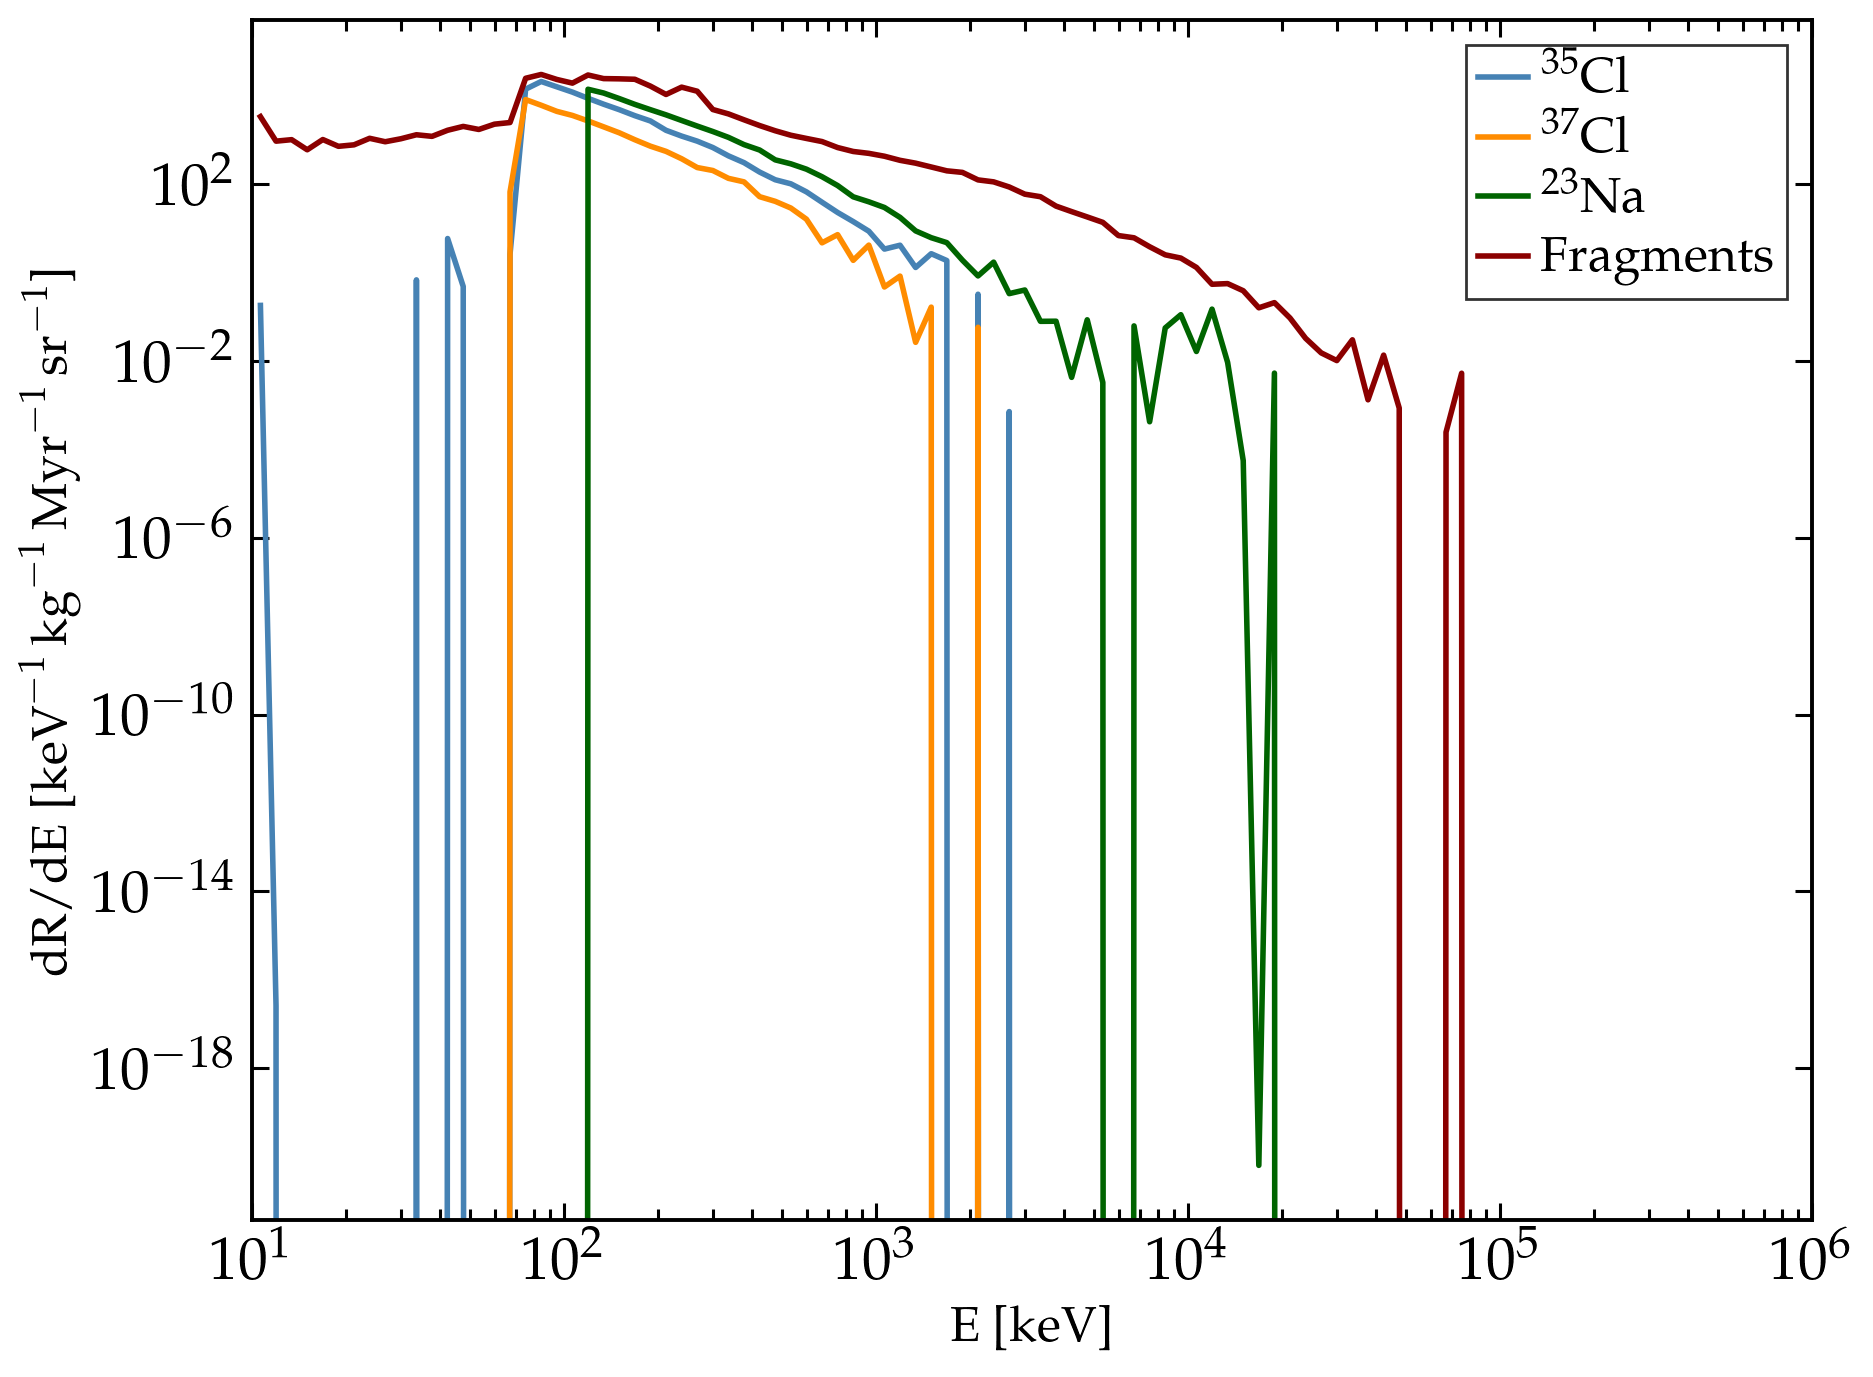 ³⁵Cl
³⁷Cl
²³Na
Fragments
10²
10⁻²
10⁻⁶
10⁻¹⁰
10⁻¹⁴
10⁻¹⁸
dR/dE [keV⁻¹ kg⁻¹ Myr⁻¹ sr⁻¹]
10¹ 10² 10³ 10⁴ 10⁵ 10⁶
E [keV]